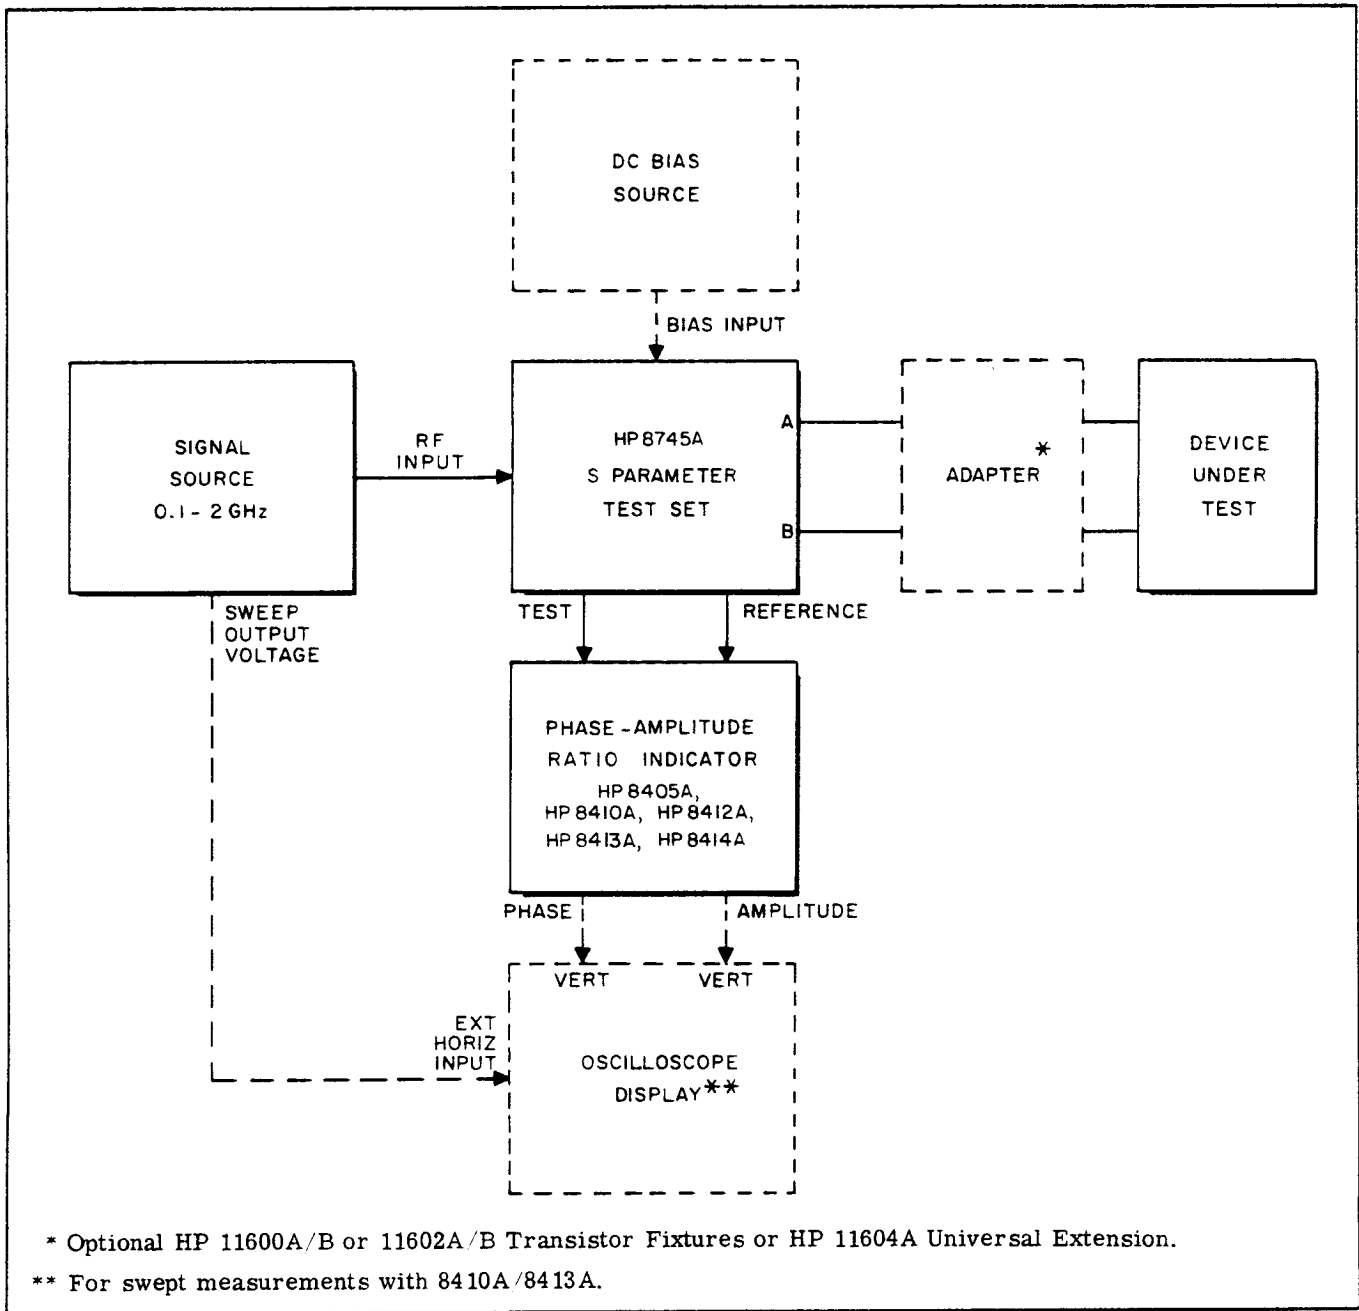 DC BIAS
SOURCE
BIAS INPUT
SIGNAL
SOURCE
0.1 - 2 GHz
RF
INPUT
HP 8745A
S PARAMETER
TEST SET
A
B
ADAPTER *
DEVICE
UNDER
TEST
SWEEP
OUTPUT
VOLTAGE
TEST
REFERENCE
PHASE - AMPLITUDE
RATIO INDICATOR
HP 8405A,
HP 8410A, HP 8412A,
HP 8413A, HP 8414A
PHASE
AMPLITUDE
VERT
VERT
EXT
HORIZ
INPUT
OSCILLOSCOPE
DISPLAY**
* Optional HP 11600A/B or 11602A/B Transistor Fixtures or HP 11604A Universal Extension.
** For swept measurements with 8410A/8413A.